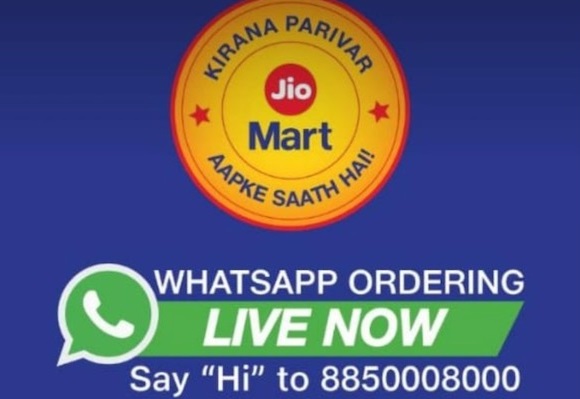 KIRANA PARIVAR
Jio
Mart
AAPKE SAATH HAI!
WHATSAPP ORDERING
LIVE NOW
Say “Hi” to 8850008000